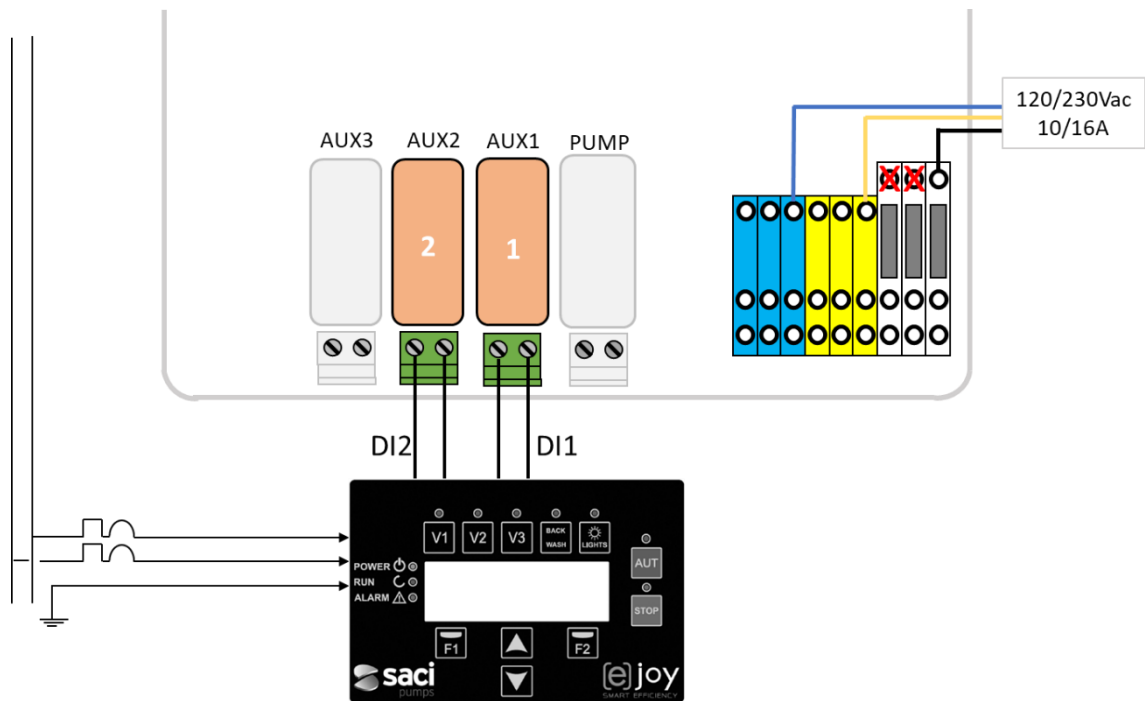 120/230Vac
10/16A
AUX3 AUX2 AUX1 PUMP
2 1
DI2 DI1
V1 V2 V3 BACK WASH LIGHTS
POWER
RUN
ALARM
AUT
STOP
F1 F2
saci
pumps
[e]joy
SMART EFFICIENCY